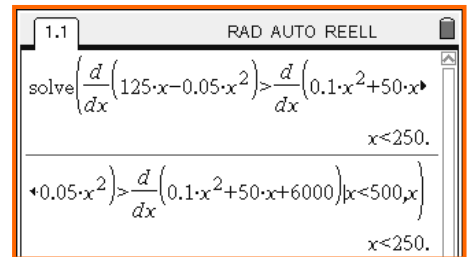 1.1 RAD AUTO REELL
solve(d/dx(125·x−0.05·x²)>d/dx(0.1·x²+50·x▸
x<250.
◂0.05·x²)>d/dx(0.1·x²+50·x+6000)|x<500,x)
x<250.